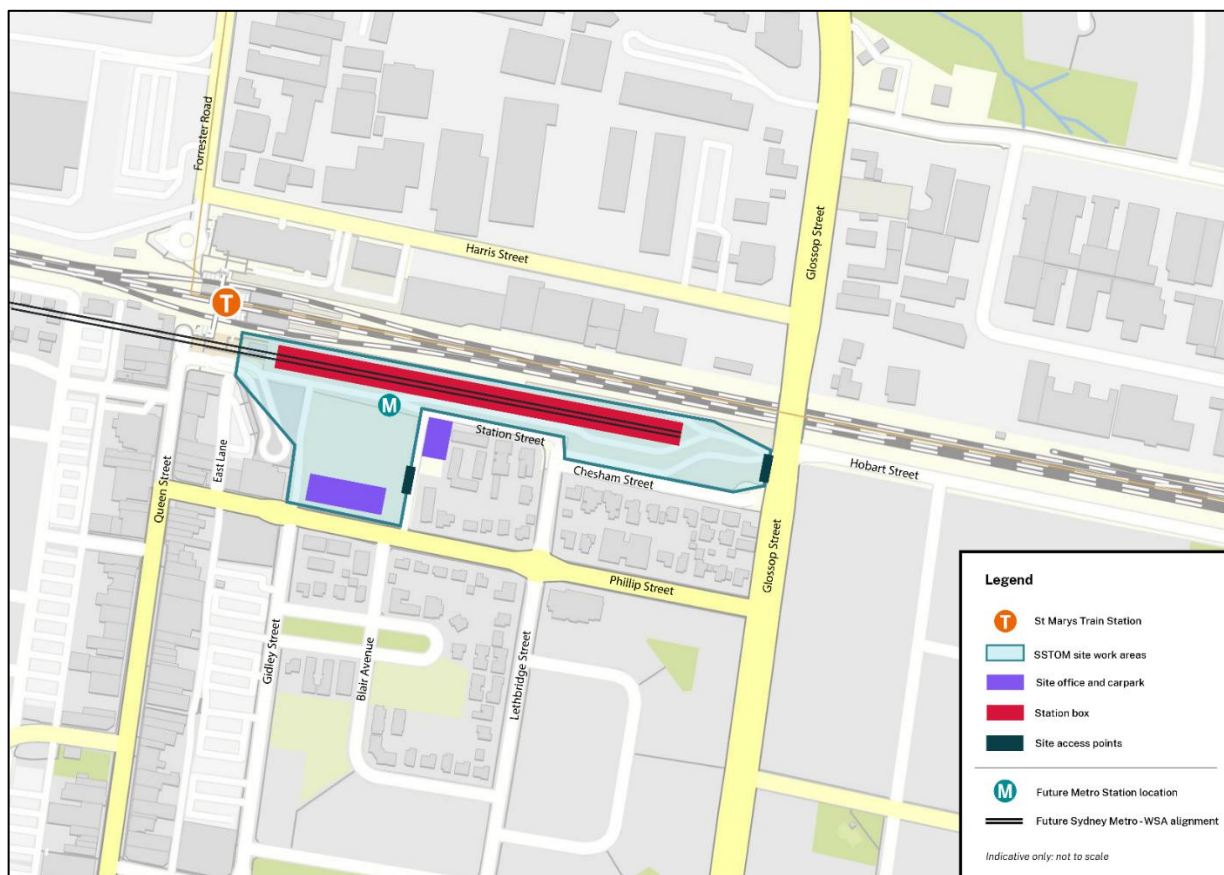 Forrester Road
Harris Street
Glossop Street
T
M
Station Street
Chesham Street
Hobart Street
East Lane
Queen Street
Glossop Street
Phillip Street
Gidley Street
Blair Avenue
Lethbridge Street
Legend
T St Marys Train Station
SSTOM site work areas
Site office and carpark
Station box
Site access points
M Future Metro Station location
Future Sydney Metro - WSA alignment
Indicative only: not to scale